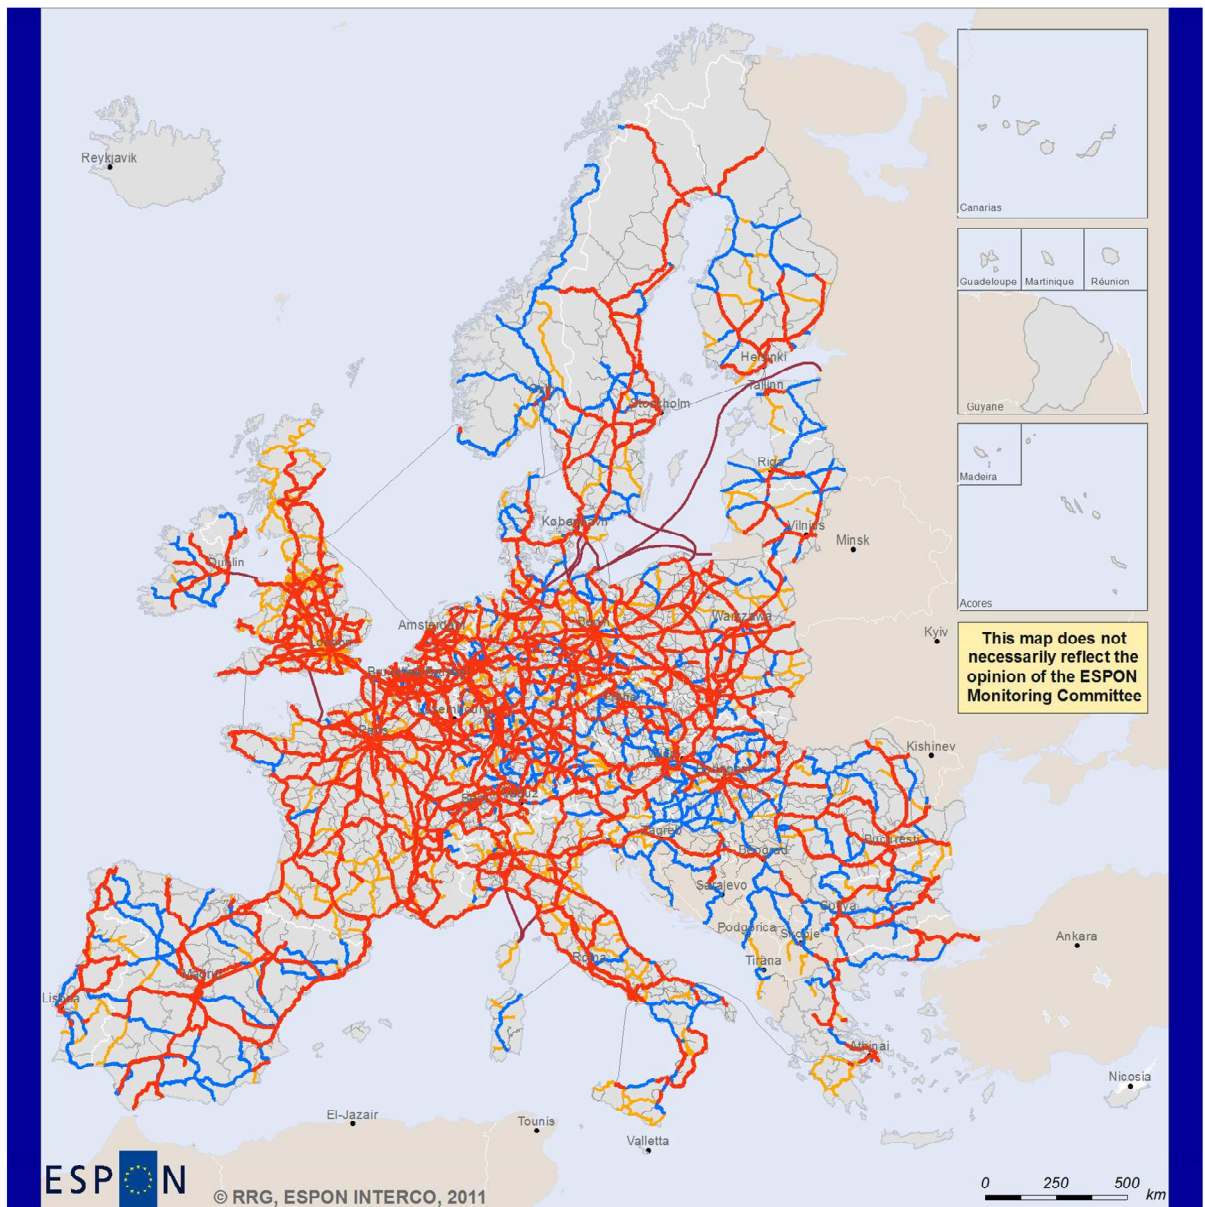 Reykjavik
Canarias
Guadeloupe
Martinique
Réunion
Helsinki
Tallinn
Guyane
Stockholm
Riga
Madeira
København
Vilnius
Minsk
Dublin
Acores
Amsterdam
Berlin
Warszawa
Kyiv
This map does not
necessarily reflect the
opinion of the ESPON
Monitoring Committee
Kishinev
Zagreb
Beograd
Bucuresti
Sarajevo
Sofiya
Podgorica
Skopje
Ankara
Roma
Tirana
Madrid
Lisboa
Athinai
Nicosia
El-Jazair
Tounis
Valletta
ESPON
© RRG, ESPON INTERCO, 2011
0 250 500
km